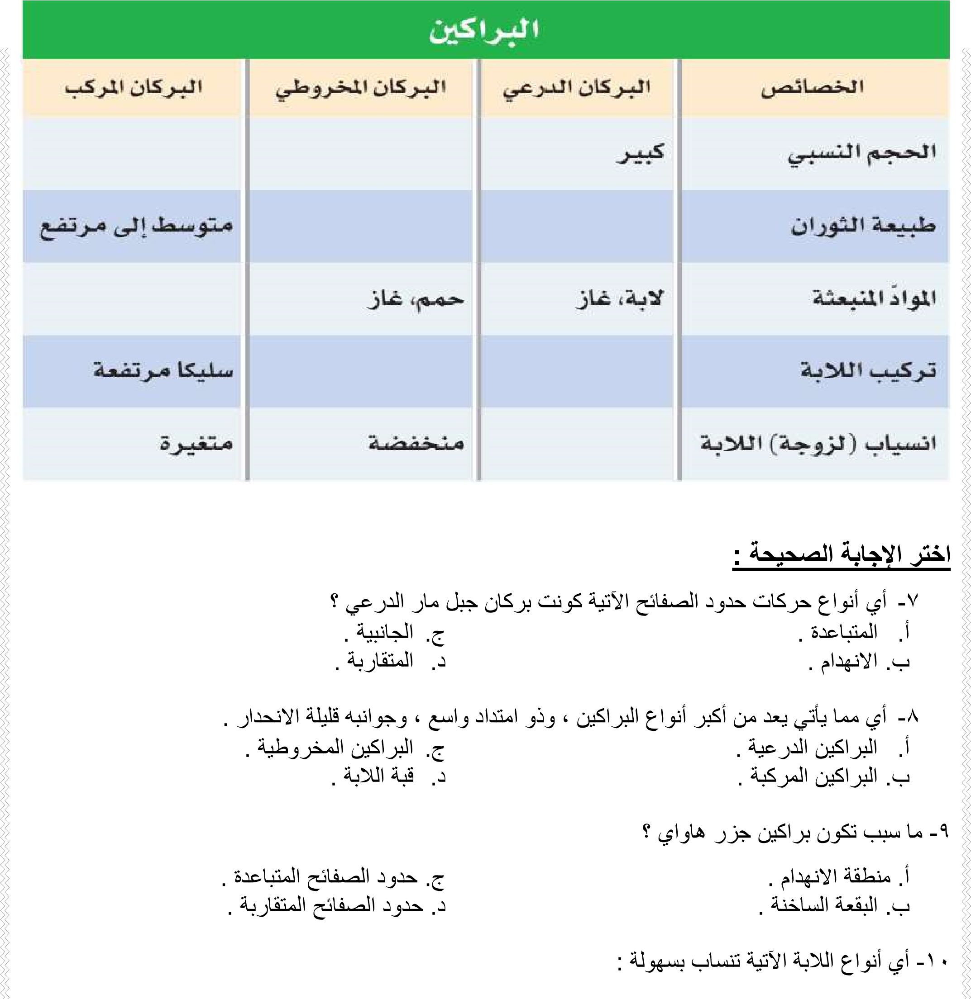 البراكين
الخصائص البركان الدرعي البركان المخروطي البركان المركب
الحجم النسبي كبير
طبيعة الثوران متوسط إلى مرتفع
الموادّ المنبعثة لابة، غاز حمم، غاز
تركيب اللابة سليكا مرتفعة
انسياب (لزوجة) اللابة منخفضة متغيرة
اختر الإجابة الصحيحة :
٧- أي أنواع حركات حدود الصفائح الآتية كونت بركان جبل مار الدرعي ؟
أ. المتباعدة . ج. الجانبية .
ب. الانهدام . د. المتقاربة .
٨- أي مما يأتي يعد من أكبر أنواع البراكين ، وذو امتداد واسع ، وجوانبه قليلة الانحدار .
أ. البراكين الدرعية . ج. البراكين المخروطية .
ب. البراكين المركبة . د. قبة اللابة .
٩- ما سبب تكون براكين جزر هاواي ؟
أ. منطقة الانهدام . ج. حدود الصفائح المتباعدة .
ب. البقعة الساخنة . د. حدود الصفائح المتقاربة .
١٠- أي أنواع اللابة الآتية تنساب بسهولة :